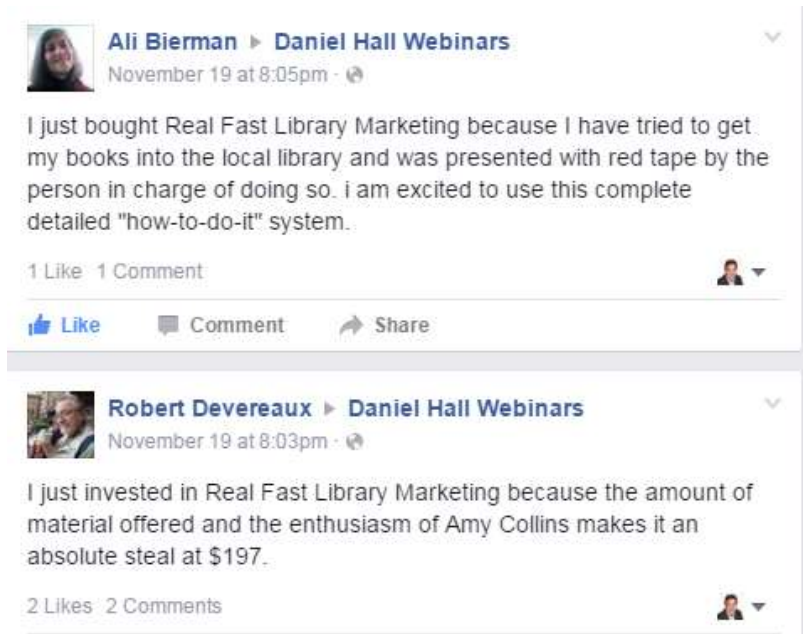 Ali Bierman ▸ Daniel Hall Webinars
November 19 at 8:05pm ·
I just bought Real Fast Library Marketing because I have tried to get
my books into the local library and was presented with red tape by the
person in charge of doing so. i am excited to use this complete
detailed "how-to-do-it" system.
1 Like 1 Comment
Like Comment Share
Robert Devereaux ▸ Daniel Hall Webinars
November 19 at 8:03pm ·
I just invested in Real Fast Library Marketing because the amount of
material offered and the enthusiasm of Amy Collins makes it an
absolute steal at $197.
2 Likes 2 Comments